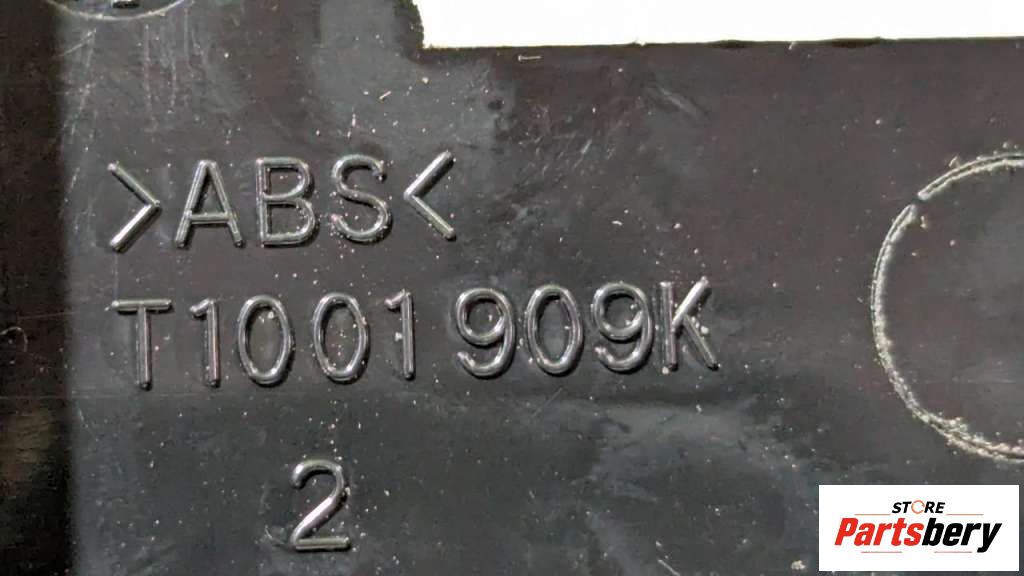 >ABS<
T1001909K
2
STORE
Partsbery